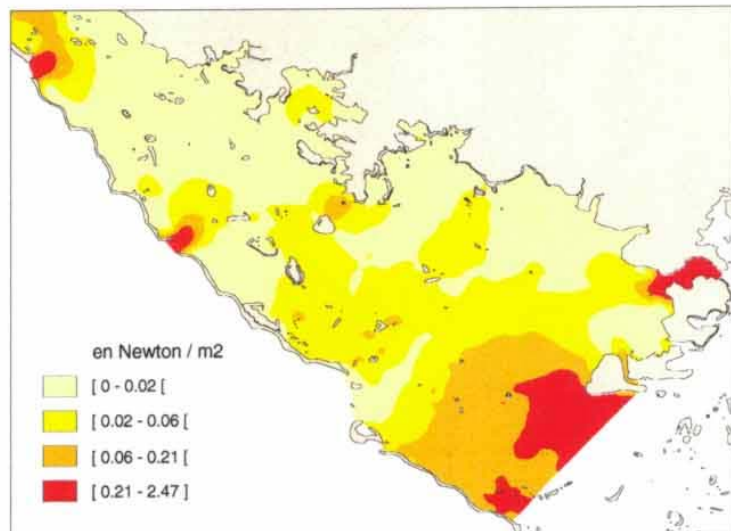 en Newton / m2
[ 0 - 0.02 [
[ 0.02 - 0.06 [
[ 0.06 - 0.21 [
[ 0.21 - 2.47 [